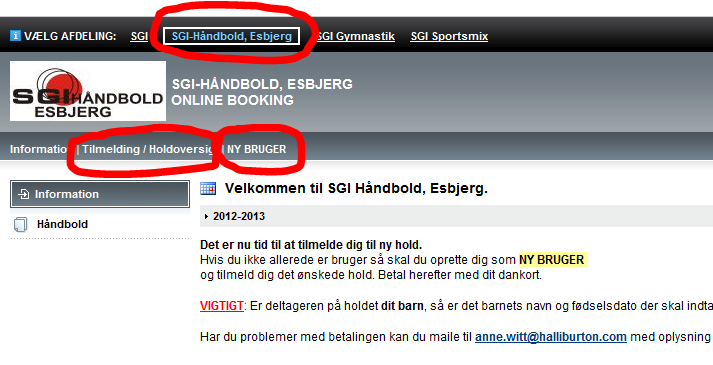 VÆLG AFDELING: SGI SGI-Håndbold, Esbjerg SGI Gymnastik SGI Sportsmix
SGI HÅNDBOLD
ESBJERG
SGI-HÅNDBOLD, ESBJERG
ONLINE BOOKING
Information | Tilmelding / Holdoversig NY BRUGER
Information
Håndbold
Velkommen til SGI Håndbold, Esbjerg.
2012-2013
Det er nu tid til at tilmelde dig til ny hold.
Hvis du ikke allerede er bruger så skal du oprette dig som NY BRUGER
og tilmeld dig det ønskede hold. Betal herefter med dit dankort.
VIGTIGT: Er deltageren på holdet dit barn, så er det barnets navn og fødselsdato der skal indta
Har du problemer med betalingen kan du maile til anne.witt@halliburton.com med oplysning